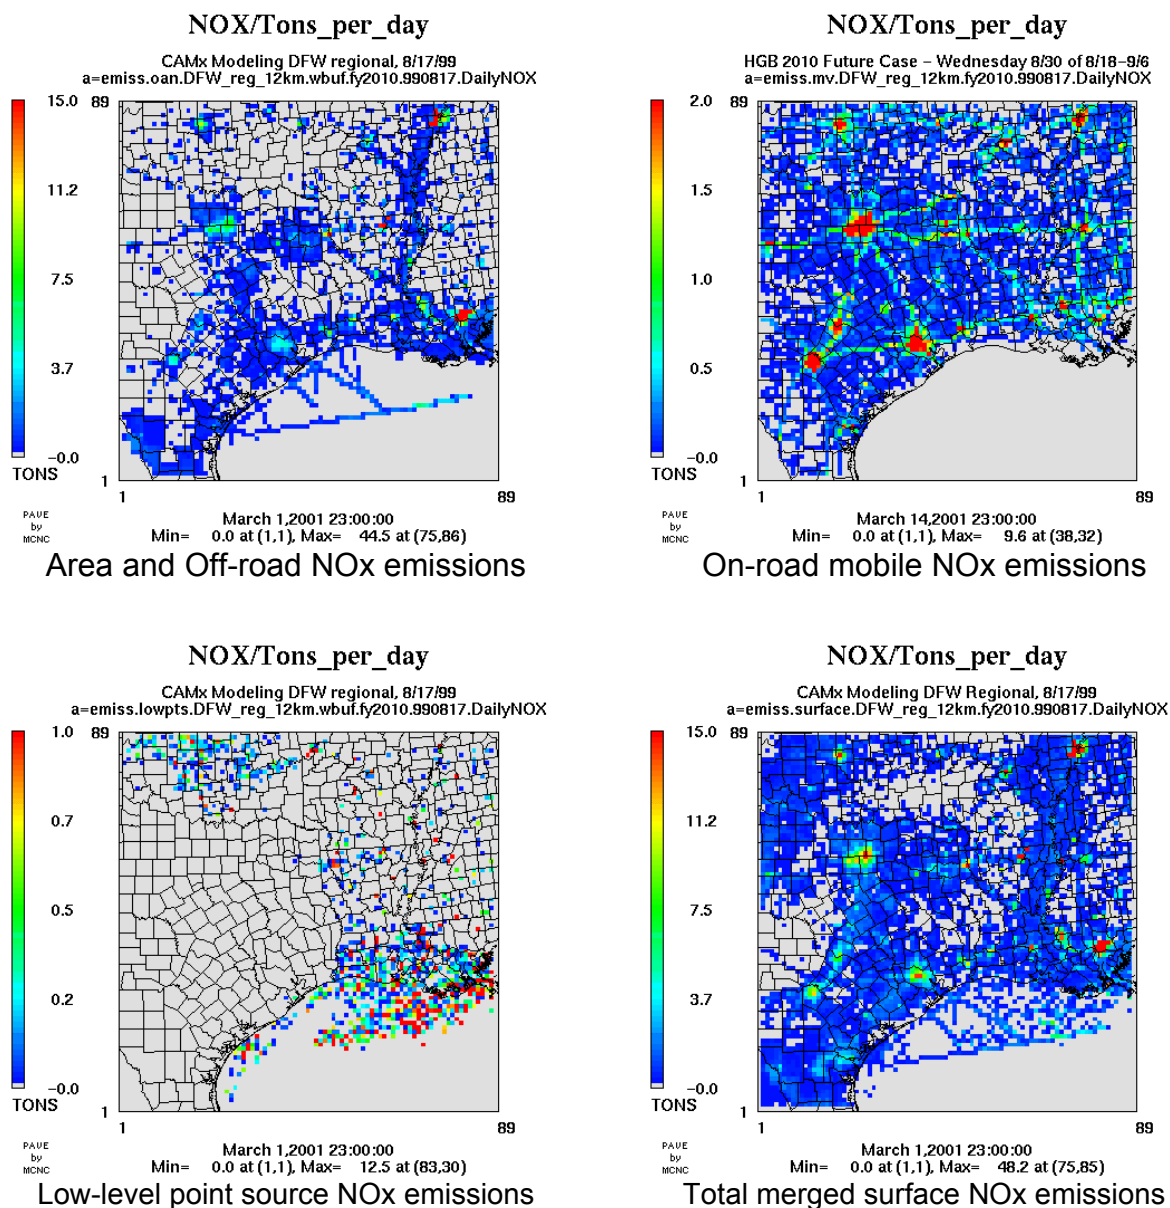 NOX/Tons_per_day
CAMx Modeling DFW regional, 8/17/99
a=emiss.oan.DFW_reg_12km.wbuf.fy2010.990817.DailyNOX
15.0
89
11.2
7.5
3.7
-0.0
TONS
1
1
89
PAVE
by
MCNC
March 1,2001 23:00:00
Min= 0.0 at (1,1), Max= 44.5 at (75,86)
Area and Off-road NOx emissions
NOX/Tons_per_day
HGB 2010 Future Case - Wednesday 8/30 of 8/18-9/6
a=emiss.mv.DFW_reg_12km.fy2010.990817.DailyNOX
2.0
89
1.5
1.0
0.5
-0.0
TONS
1
1
89
PAVE
by
MCNC
March 14,2001 23:00:00
Min= 0.0 at (1,1), Max= 9.6 at (38,32)
On-road mobile NOx emissions
NOX/Tons_per_day
CAMx Modeling DFW regional, 8/17/99
a=emiss.lowpts.DFW_reg_12km.wbuf.fy2010.990817.DailyNOX
1.0
89
0.7
0.5
0.2
-0.0
TONS
1
1
89
PAVE
by
MCNC
March 1,2001 23:00:00
Min= 0.0 at (1,1), Max= 12.5 at (83,30)
Low-level point source NOx emissions
NOX/Tons_per_day
CAMx Modeling DFW Regional, 8/17/99
a=emiss.surface.DFW_reg_12km.fy2010.990817.DailyNOX
15.0
89
11.2
7.5
3.7
-0.0
TONS
1
1
89
PAVE
by
MCNC
March 1,2001 23:00:00
Min= 0.0 at (1,1), Max= 48.2 at (75,85)
Total merged surface NOx emissions